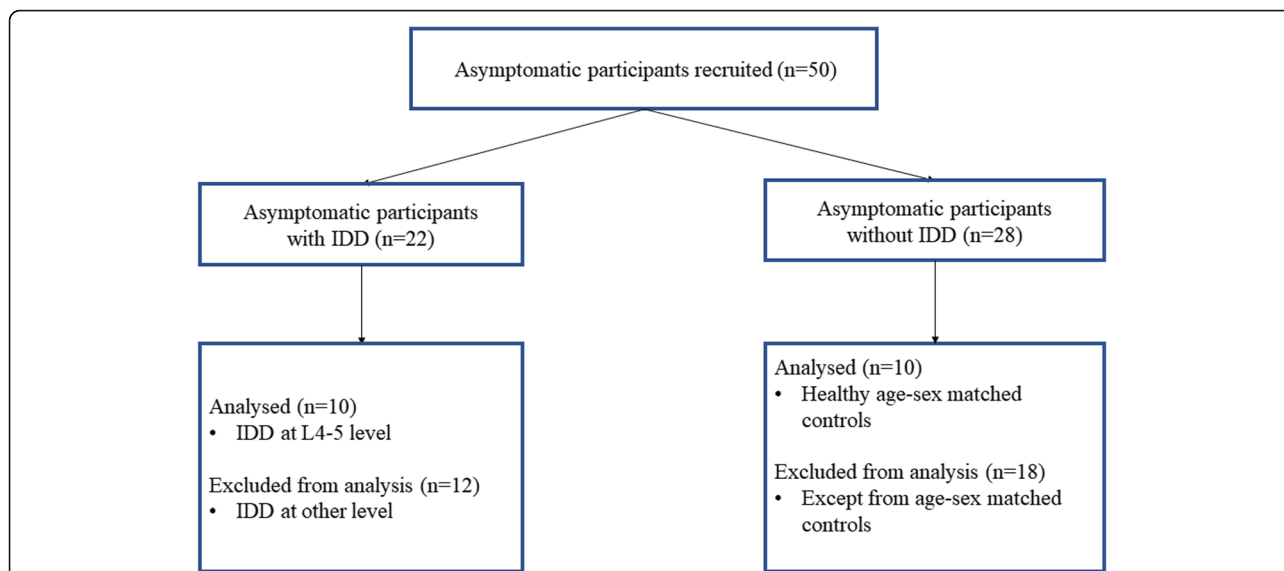 Asymptomatic participants recruited (n=50)
Asymptomatic participants
with IDD (n=22)
Asymptomatic participants
without IDD (n=28)
Analysed (n=10)
• IDD at L4-5 level
Excluded from analysis (n=12)
• IDD at other level
Analysed (n=10)
• Healthy age-sex matched
controls
Excluded from analysis (n=18)
• Except from age-sex matched
controls